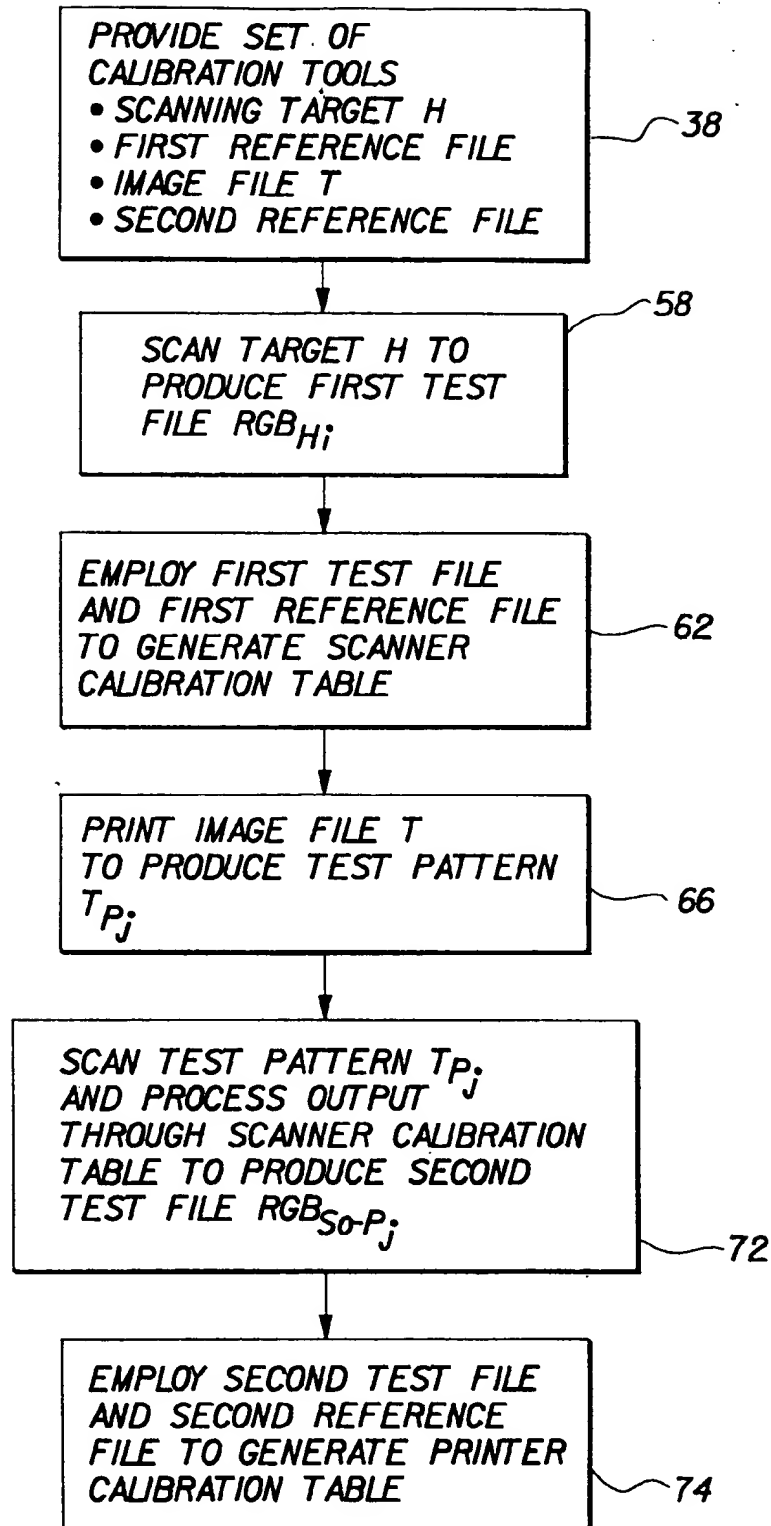 PROVIDE SET OF
CALIBRATION TOOLS
• SCANNING TARGET H
• FIRST REFERENCE FILE
• IMAGE FILE T
• SECOND REFERENCE FILE
38
SCAN TARGET H TO
PRODUCE FIRST TEST
FILE RGB_Hi
58
EMPLOY FIRST TEST FILE
AND FIRST REFERENCE FILE
TO GENERATE SCANNER
CALIBRATION TABLE
62
PRINT IMAGE FILE T
TO PRODUCE TEST PATTERN
T_Pj
66
SCAN TEST PATTERN T_Pj
AND PROCESS OUTPUT
THROUGH SCANNER CALIBRATION
TABLE TO PRODUCE SECOND
TEST FILE RGB_So-Pj
72
EMPLOY SECOND TEST FILE
AND SECOND REFERENCE
FILE TO GENERATE PRINTER
CALIBRATION TABLE
74